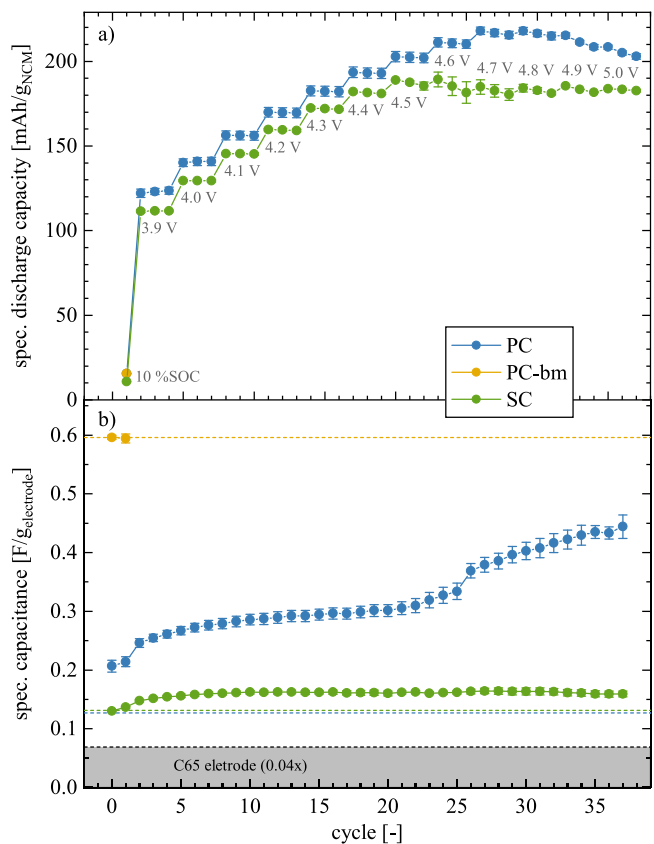 a)
spec. discharge capacity [mAh/gNCM]
200
150
100
50
0
3.9 V
4.0 V
4.1 V
4.2 V
4.3 V
4.4 V
4.5 V
4.6 V
4.7 V
4.8 V
4.9 V
5.0 V
10 %SOC
PC
PC-bm
SC
b)
spec. capacitance [F/gelectrode]
0.6
0.5
0.4
0.3
0.2
0.1
0.0
C65 eletrode (0.04x)
0 5 10 15 20 25 30 35
cycle [-]